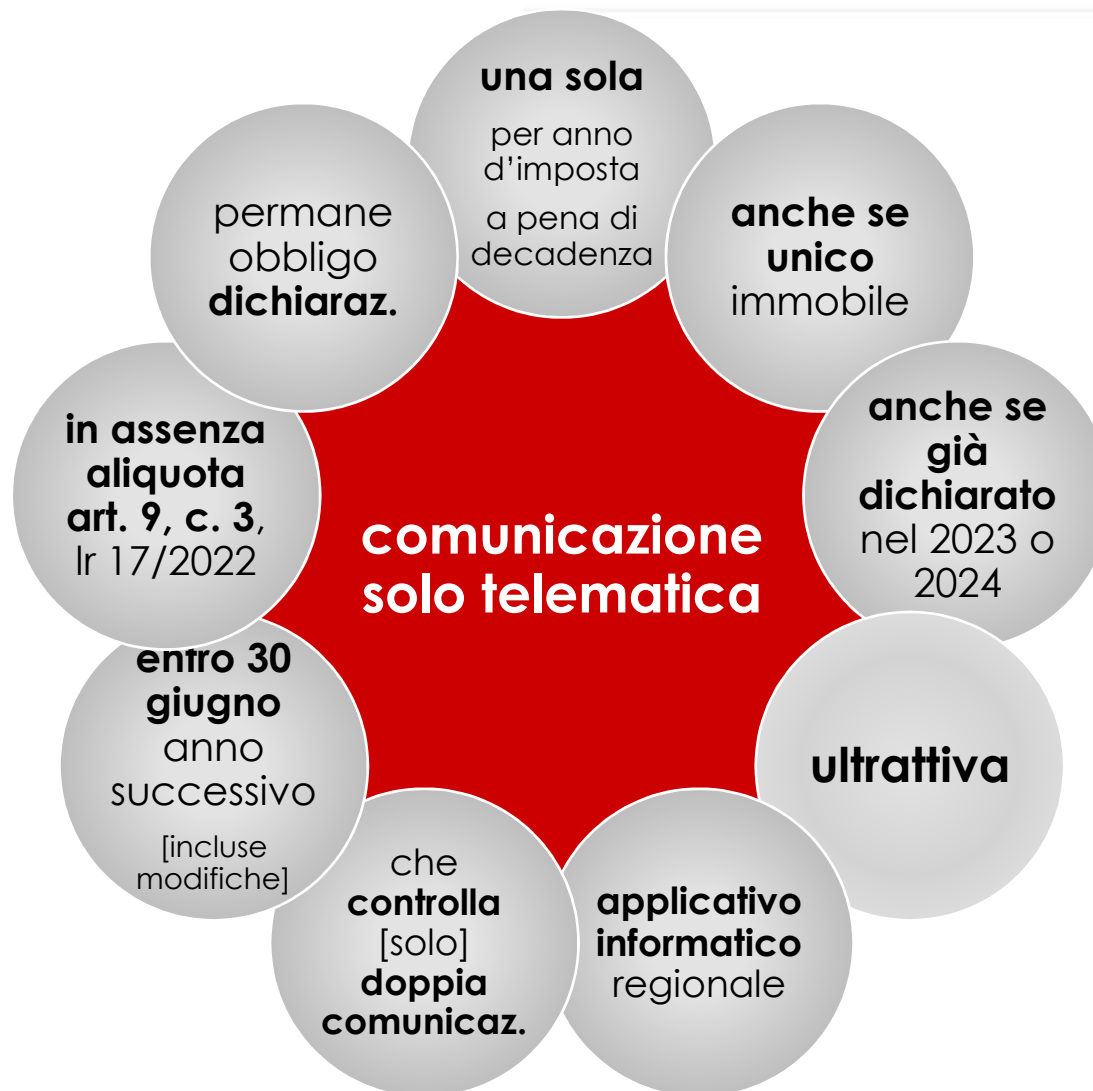 una sola
per anno
d’imposta
a pena di
decadenza
anche se
unico
immobile
anche se
già
dichiarato
nel 2023 o
2024
ultrattiva
applicativo
informatico
regionale
che
controlla
[solo]
doppia
comunicaz.
entro 30
giugno
anno
successivo
[incluse
modifiche]
in assenza
aliquota
art. 9, c. 3,
lr 17/2022
permane
obbligo
dichiaraz.
comunicazione
solo telematica